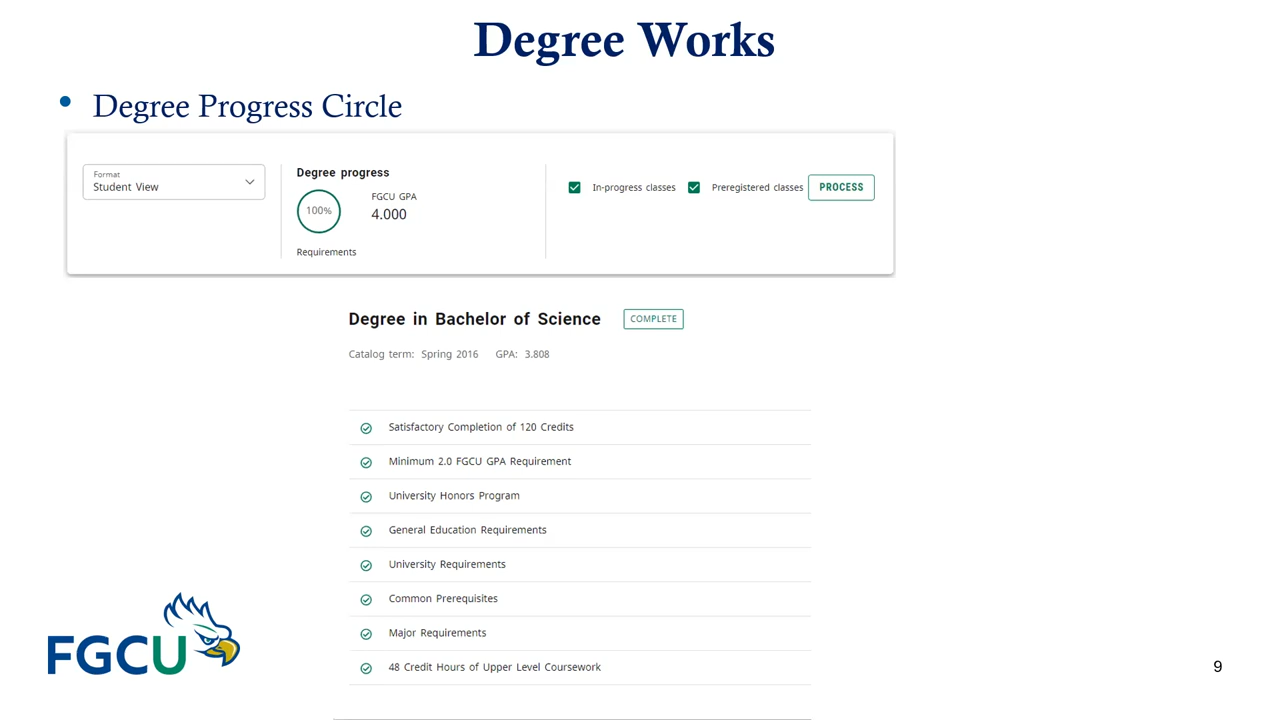 Degree Works
• Degree Progress Circle
Format
Student View
Degree progress
100%
FGCU GPA
4.000
Requirements
In-progress classes
Preregistered classes
PROCESS
Degree in Bachelor of Science COMPLETE
Catalog term: Spring 2016 GPA: 3.808
Satisfactory Completion of 120 Credits
Minimum 2.0 FGCU GPA Requirement
University Honors Program
General Education Requirements
University Requirements
Common Prerequisites
Major Requirements
48 Credit Hours of Upper Level Coursework
FGCU
9